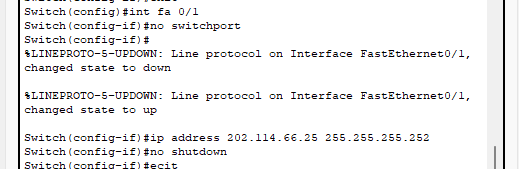 Switch(config)#int fa 0/1
Switch(config-if)#no switchport
Switch(config-if)#
%LINEPROTO-5-UPDOWN: Line protocol on Interface FastEthernet0/1,
changed state to down
%LINEPROTO-5-UPDOWN: Line protocol on Interface FastEthernet0/1,
changed state to up
Switch(config-if)#ip address 202.114.66.25 255.255.255.252
Switch(config-if)#no shutdown
Switch(config-if)#ecit